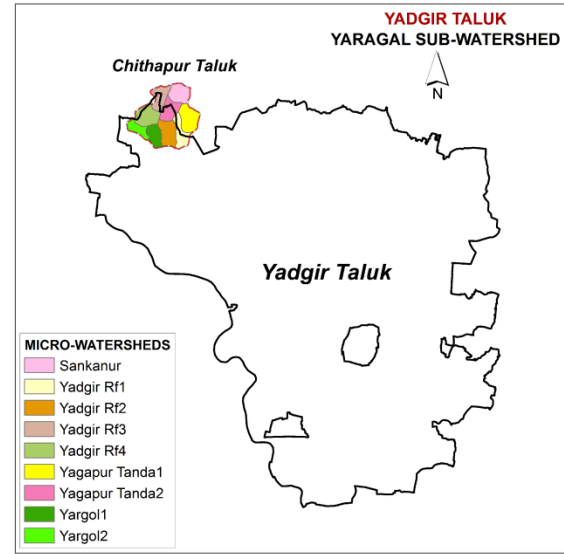 YADGIR TALUK
YARAGAL SUB-WATERSHED
Chithapur Taluk
N
Yadgir Taluk
MICRO-WATERSHEDS
Sankanur
Yadgir Rf1
Yadgir Rf2
Yadgir Rf3
Yadgir Rf4
Yagapur Tanda1
Yagapur Tanda2
Yargol1
Yargol2